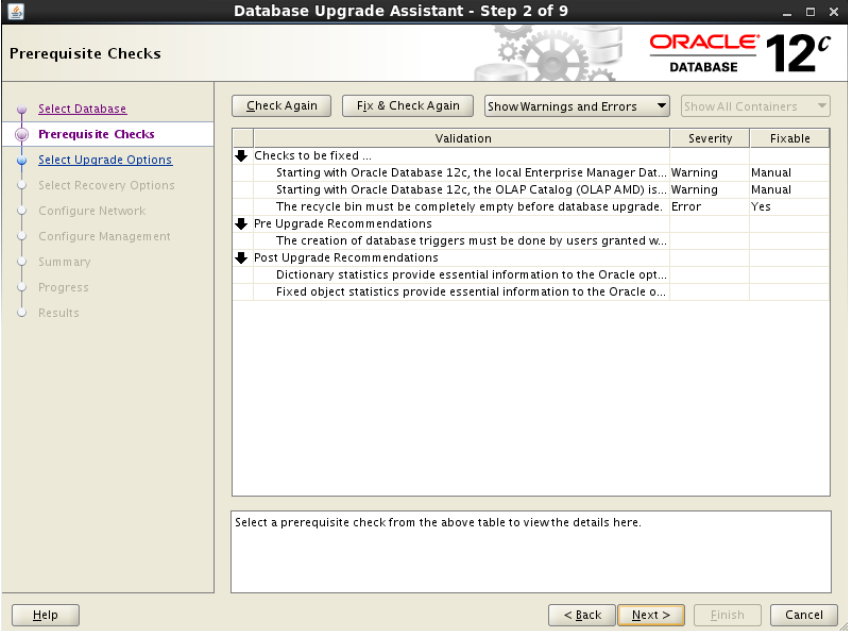 Database Upgrade Assistant - Step 2 of 9
Prerequisite Checks
ORACLE
DATABASE
12c
Select Database
Prerequisite Checks
Select Upgrade Options
Select Recovery Options
Configure Network
Configure Management
Summary
Progress
Results
Check Again Fix & Check Again Show Warnings and Errors Show All Containers
Validation Severity Fixable
Checks to be fixed ...
Starting with Oracle Database 12c, the local Enterprise Manager Dat... Warning Manual
Starting with Oracle Database 12c, the OLAP Catalog (OLAP AMD) is... Warning Manual
The recycle bin must be completely empty before database upgrade. Error Yes
Pre Upgrade Recommendations
The creation of database triggers must be done by users granted w...
Post Upgrade Recommendations
Dictionary statistics provide essential information to the Oracle opt...
Fixed object statistics provide essential information to the Oracle o...
Select a prerequisite check from the above table to view the details here.
Help < Back Next > Finish Cancel